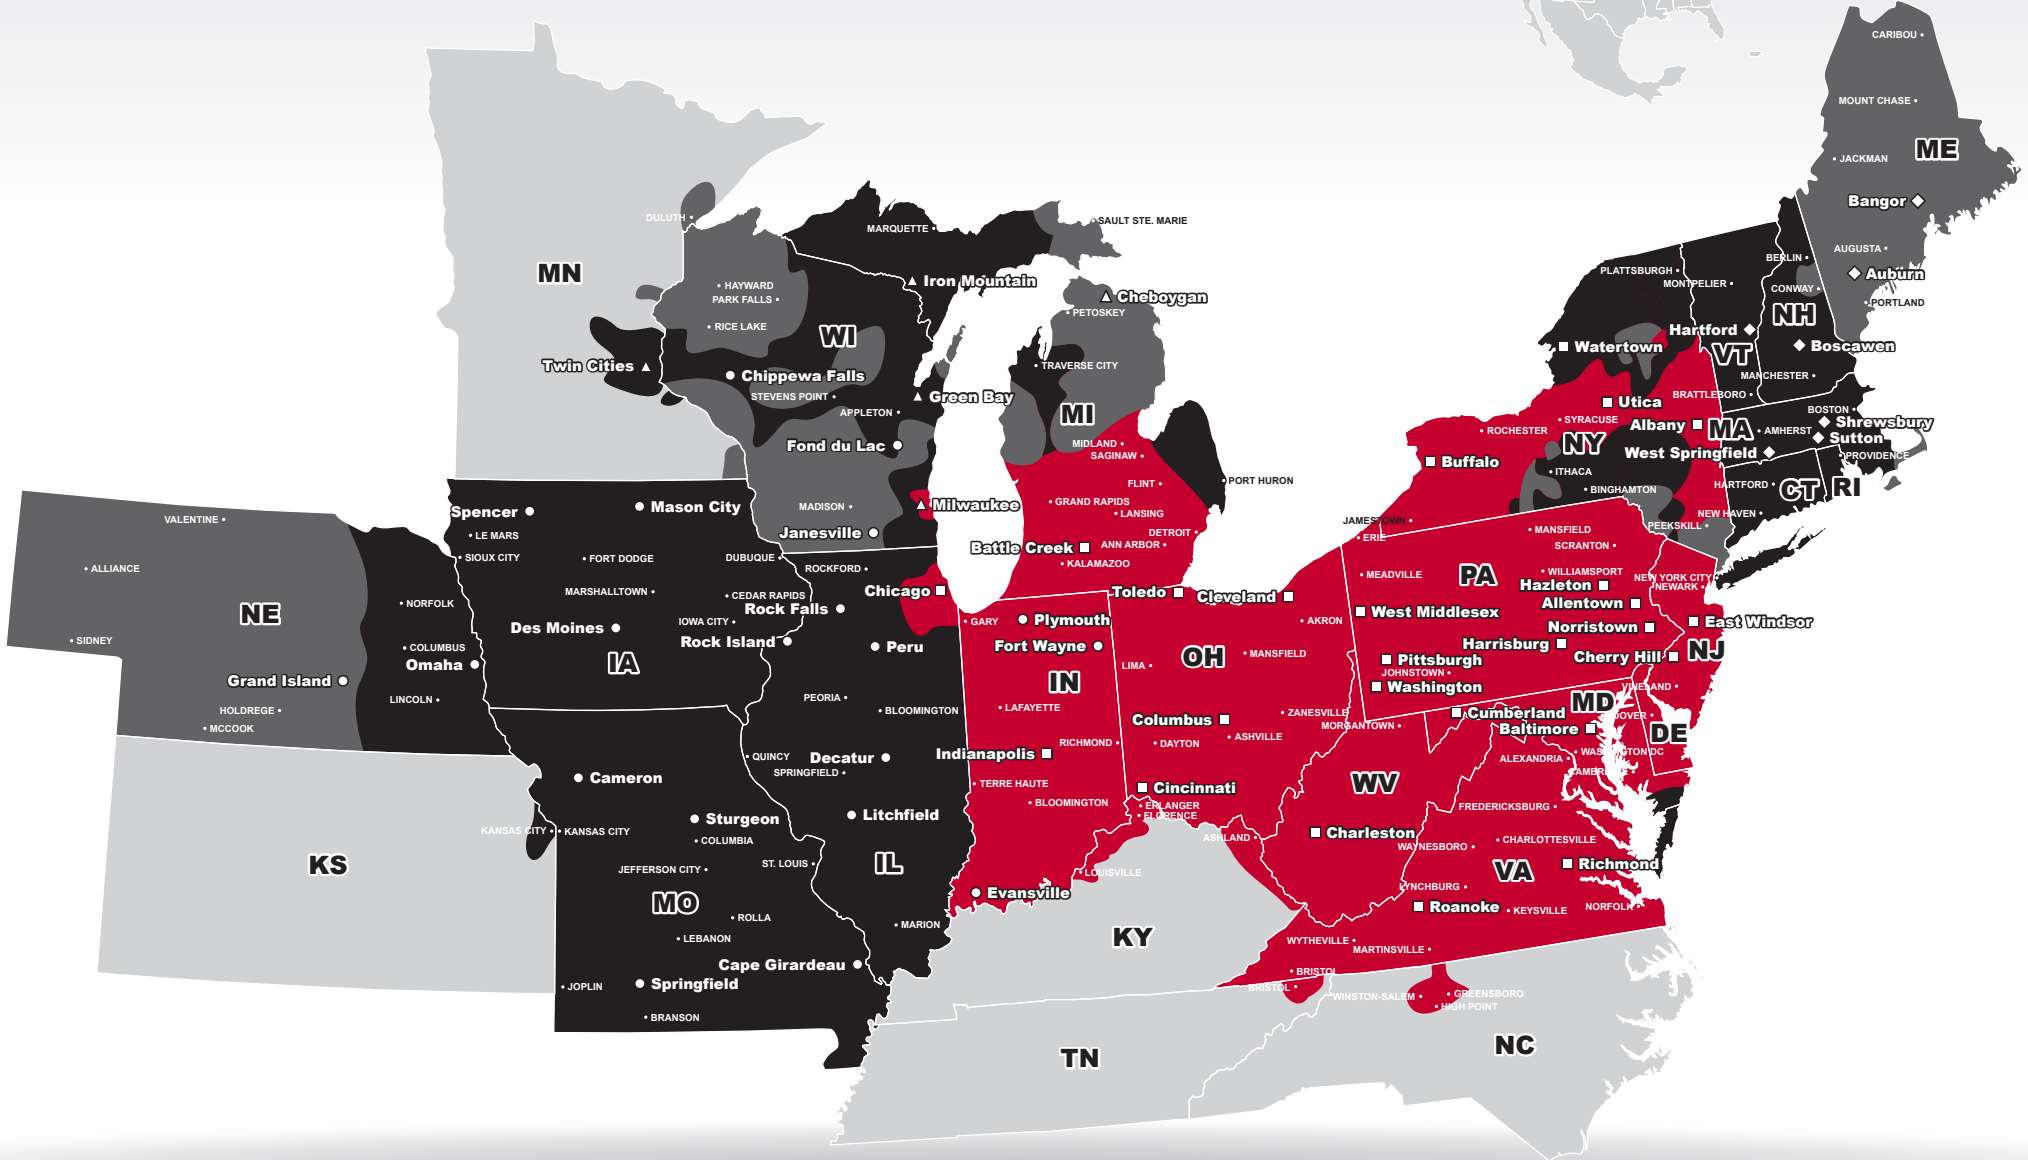 CARIBOU
MOUNT CHASE
ME
JACKMAN
Bangor
DULUTH
SAULT STE. MARIE
MARQUETTE
AUGUSTA
BERLIN
MN
PLATTSBURGH
Auburn
Iron Mountain
MONTPELIER
CONWAY
HAYWARD
PARK FALLS
Cheboygan
PORTLAND
PETOSKEY
NH
RICE LAKE
WI
Hartford
Watertown
Boscawen
VT
Twin Cities
TRAVERSE CITY
Chippewa Falls
MANCHESTER
STEVENS POINT
Green Bay
BRATTLEBORO
Utica
APPLETON
MI
BOSTON
SYRACUSE
Albany
Shrewsbury
ROCHESTER
MA
AMHERST
Sutton
Fond du Lac
MIDLAND
NY
SAGINAW
West Springfield
PROVIDENCE
Buffalo
ITHACA
FLINT
PORT HURON
HARTFORD
CT
RI
BINGHAMTON
GRAND RAPIDS
Spencer
Mason City
MADISON
Milwaukee
LANSING
NEW HAVEN
VALENTINE
JAMESTOWN
PEEKSKILL
LE MARS
Janesville
DETROIT
ERIE
MANSFIELD
Battle Creek
ANN ARBOR
SCRANTON
SIOUX CITY
FORT DODGE
DUBUQUE
KALAMAZOO
ALLIANCE
ROCKFORD
MEADVILLE
PA
WILLIAMSPORT
NEW YORK CITY
NEWARK
MARSHALLTOWN
CEDAR RAPIDS
Chicago
Toledo
Cleveland
Hazleton
NORFOLK
Rock Falls
Allentown
NE
West Middlesex
IOWA CITY
GARY
Plymouth
AKRON
East Windsor
Des Moines
Norristown
SIDNEY
COLUMBUS
Rock Island
Peru
Fort Wayne
Harrisburg
NJ
Omaha
IA
LIMA
OH
MANSFIELD
Pittsburgh
Cherry Hill
JOHNSTOWN
Grand Island
IN
Washington
VINELAND
LINCOLN
PEORIA
HOLDREGE
BLOOMINGTON
LAFAYETTE
Columbus
ZANESVILLE
Cumberland
MD
DOVER
MCCOOK
MORGANTOWN
Baltimore
DE
QUINCY
Decatur
Indianapolis
RICHMOND
DAYTON
ASHVILLE
WASHINGTON DC
ALEXANDRIA
SPRINGFIELD
Cameron
TERRE HAUTE
Cincinnati
WV
BLOOMINGTON
ERLANGER
FREDERICKSBURG
Sturgeon
Litchfield
FLORENCE
KANSAS CITY
KANSAS CITY
COLUMBIA
ASHLAND
Charleston
CHARLOTTESVILLE
WAYNESBORO
KS
JEFFERSON CITY
ST. LOUIS
IL
LOUISVILLE
VA
Richmond
MO
Evansville
LYNCHBURG
Roanoke
KEYSVILLE
NORFOLK
ROLLA
MARION
LEBANON
KY
WYTHEVILLE
MARTINSVILLE
Cape Girardeau
BRISTOL
JOPLIN
Springfield
BRISTOL
WINSTON-SALEM
GREENSBORO
HIGH POINT
BRANSON
TN
NC